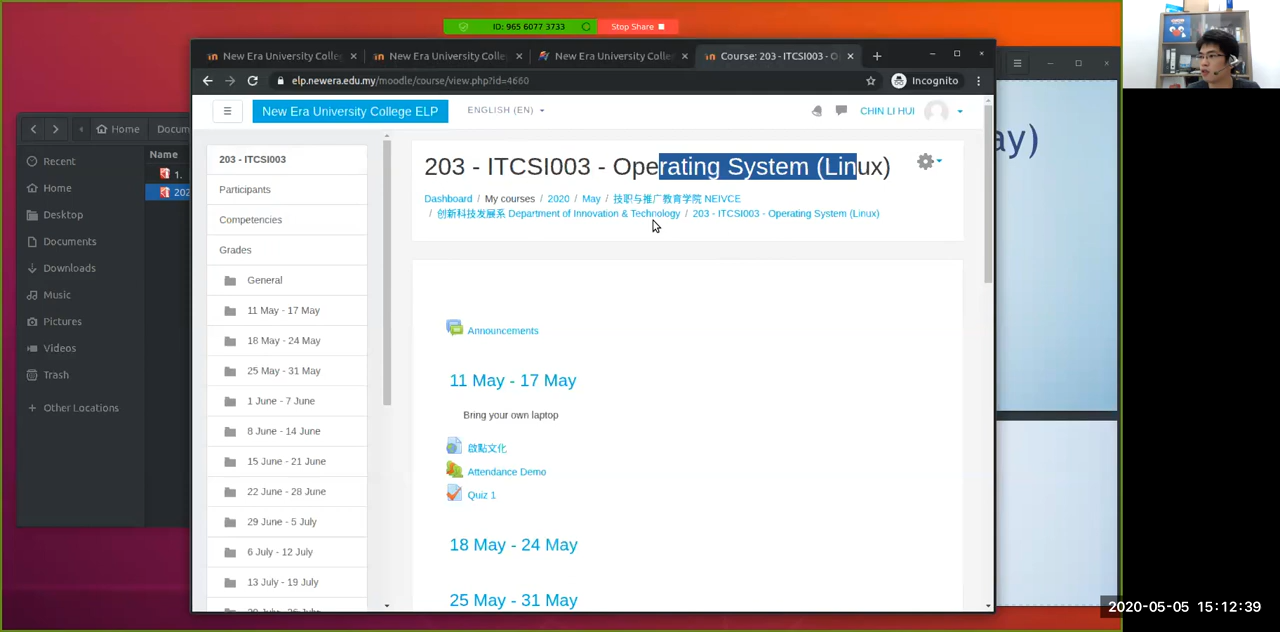 ID: 965 6077 3733
Stop Share
New Era University Colle
New Era University Colle
New Era University Colle
Course: 203 - ITCSI003 - O
elp.newera.edu.my/moodle/course/view.php?id=4660
Incognito
New Era University College ELP
ENGLISH (EN)
CHIN LI HUI
Home
Docum
Name
1.
202
Recent
Home
Desktop
Documents
Downloads
Music
Pictures
Videos
Trash
Other Locations
203 - ITCSI003
Participants
Competencies
Grades
General
11 May - 17 May
18 May - 24 May
25 May - 31 May
1 June - 7 June
8 June - 14 June
15 June - 21 June
22 June - 28 June
29 June - 5 July
6 July - 12 July
13 July - 19 July
203 - ITCSI003 - Operating System (Linux)
Dashboard / My courses / 2020 / May / 技职与推广教育学院 NEIVCE
/ 创新科技发展系 Department of Innovation & Technology / 203 - ITCSI003 - Operating System (Linux)
Announcements
11 May - 17 May
Bring your own laptop
啟點文化
Attendance Demo
Quiz 1
18 May - 24 May
25 May - 31 May
ay)
2020-05-05 15:12:39